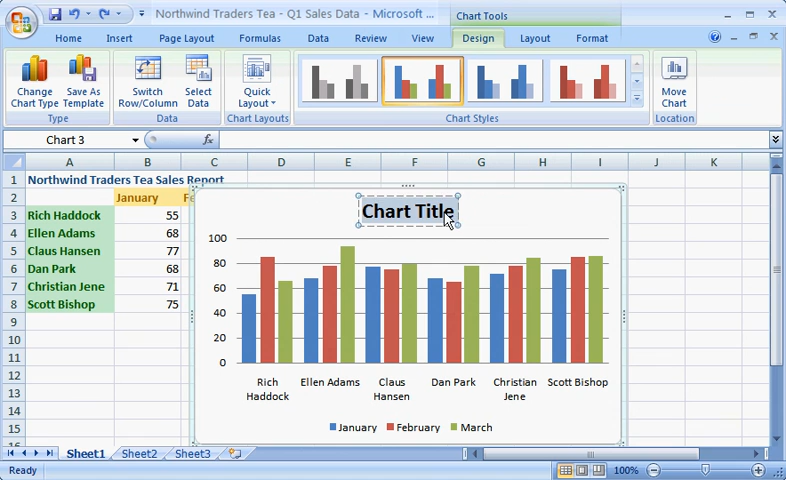 Northwind Traders Tea - Q1 Sales Data - Microsoft ...
Chart Tools
Home Insert Page Layout Formulas Data Review View Design Layout Format
Change Chart Type
Save As Template
Switch Row/Column
Select Data
Quick Layout
Move Chart
Type Data Chart Layouts Chart Styles Location
Chart 3
fx
A B C D E F G H I J K
1 Northwind Traders Tea Sales Report
2 January
3 Rich Haddock 55
4 Ellen Adams 68
5 Claus Hansen 77
6 Dan Park 68
7 Christian Jene 71
8 Scott Bishop 75
9
10
11
12
13
14
15
Chart Title
100
80
60
40
20
0
Rich Haddock
Ellen Adams
Claus Hansen
Dan Park
Christian Jene
Scott Bishop
January February March
Sheet1 Sheet2 Sheet3
Ready
100%